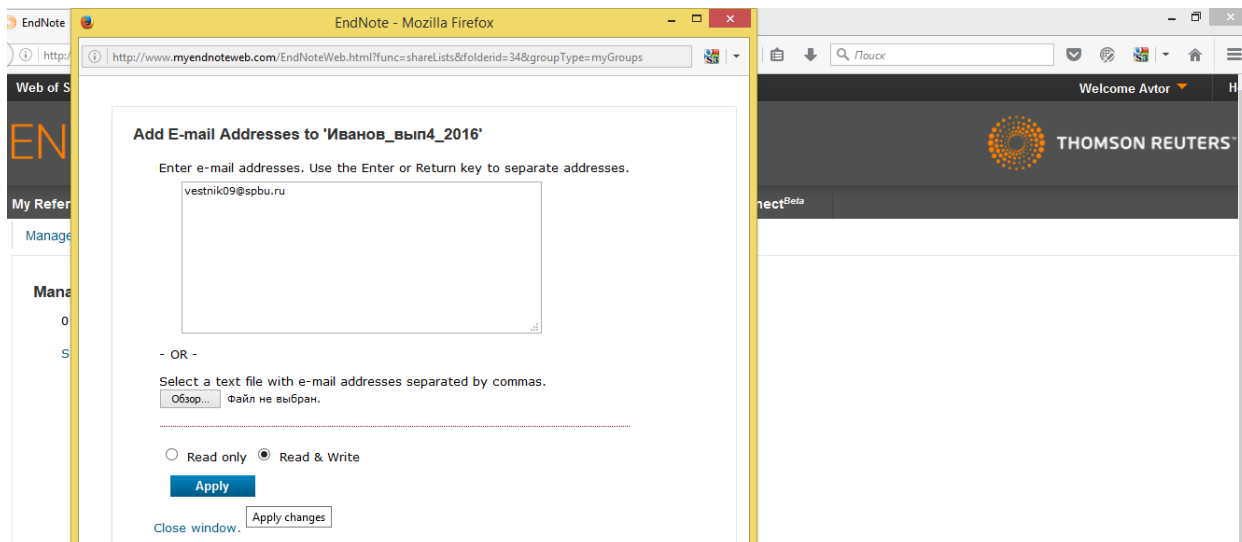 EndNote
EndNote - Mozilla Firefox
http:/
http://www.myendnoteweb.com/EndNoteWeb.html?func=shareLists&folderid=34&groupType=myGroups
Поиск
Web of S
Welcome Avtor
H
EN
THOMSON REUTERS
My Refer
nect Beta
Manage
Mana
0
S
Add E-mail Addresses to 'Иванов_вып4_2016'
Enter e-mail addresses. Use the Enter or Return key to separate addresses.
vestnik09@spbu.ru
- OR -
Select a text file with e-mail addresses separated by commas.
Обзор... Файл не выбран.
Read only Read & Write
Apply
Apply changes
Close window.